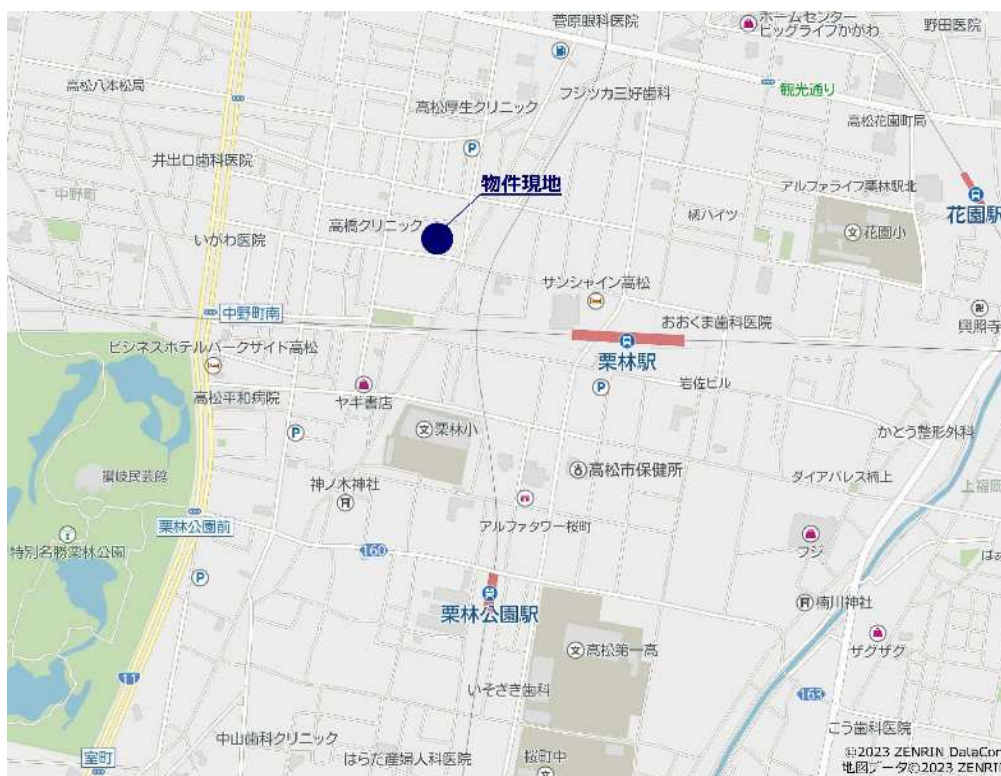 菅原眼科医院
ホームセンター
ビッグライフかがわ
野田医院
高松八本松局
観光通り
高松厚生クリニック
フジツカ三好歯科
高松花園町局
P
井出口歯科医院
中野町
物件現地
アルファライフ栗林駅北
花園駅
高橋クリニック
いがわ医院
柄ハイツ
文 花園小
サンシャイン高松
中野町南
おおくま歯科医院
興照寺
ビジネスホテルパークサイド高松
栗林駅
岩佐ビル
P
高松平和病院
ヤギ書店
P
文 栗林小
かとう整形外科
讃岐民芸館
高松市保健所
ダイアパレス楠上
上福岡
神ノ木神社
栗林公園前
アルファタワー桜町
特別名勝栗林公園
160
フジ
はぁ
P
栗林公園駅
楠川神社
文 高松第一高
ザグザグ
11
いそざき歯科
163
中山歯科クリニック
こう歯科医院
室町
はらだ産婦人科医院
桜町中
文
©2023 ZENRIN DataCor
地図データ©2023 ZENRI